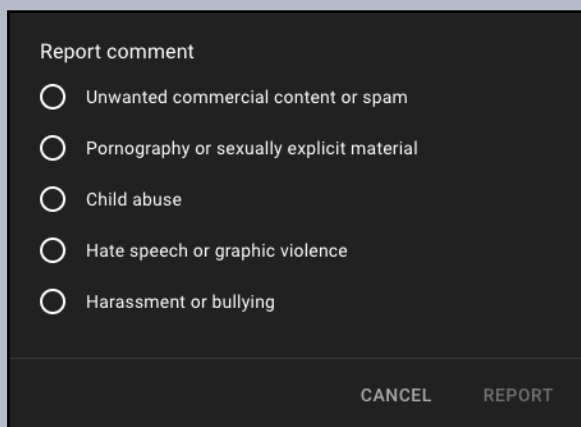 Report comment
Unwanted commercial content or spam
Pornography or sexually explicit material
Child abuse
Hate speech or graphic violence
Harassment or bullying
CANCEL REPORT